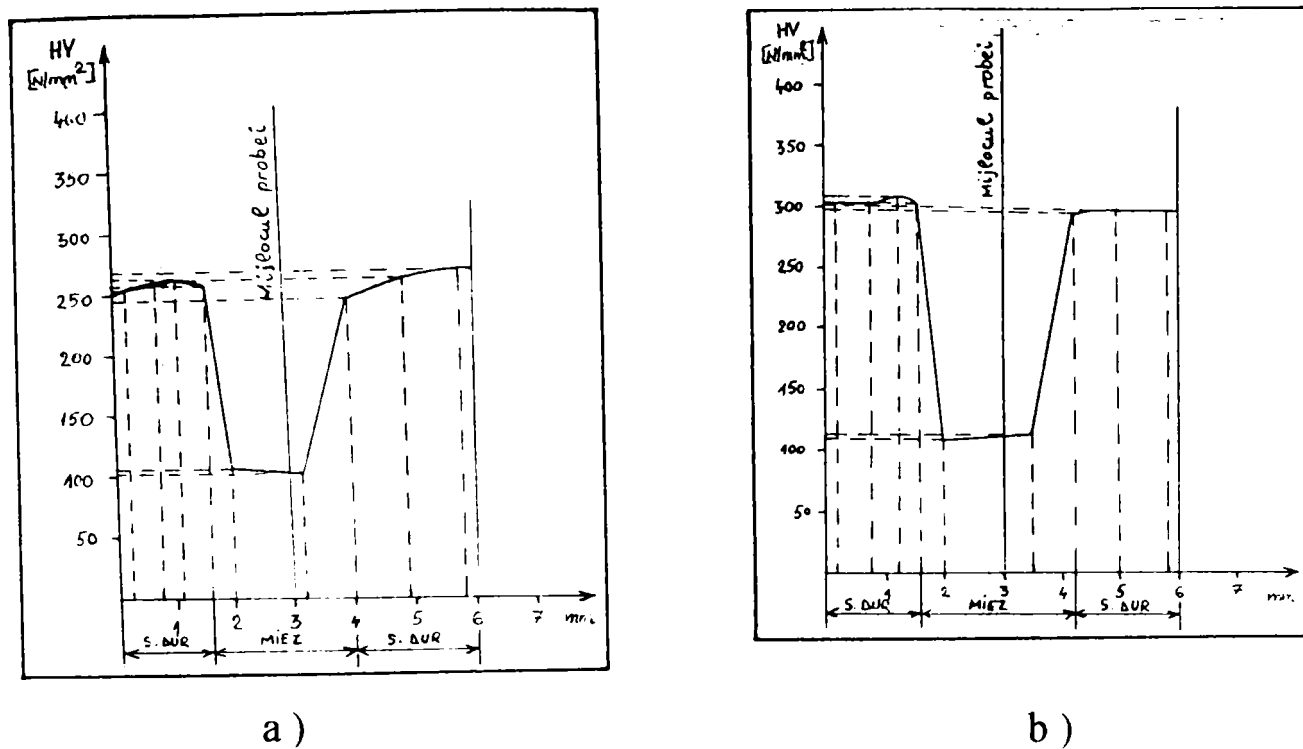 HV
[N/mm²]
400
350
300
250
200
150
100
50
Mijlocul probei
1 2 3 4 5 6 7 mm
S. DUR MIEZ S. DUR
a )
HV
[N/mm²]
400
350
300
250
200
150
100
50
Mijlocul probei
1 2 3 4 5 6 7 mm
S. DUR MIEZ S. DUR
b )